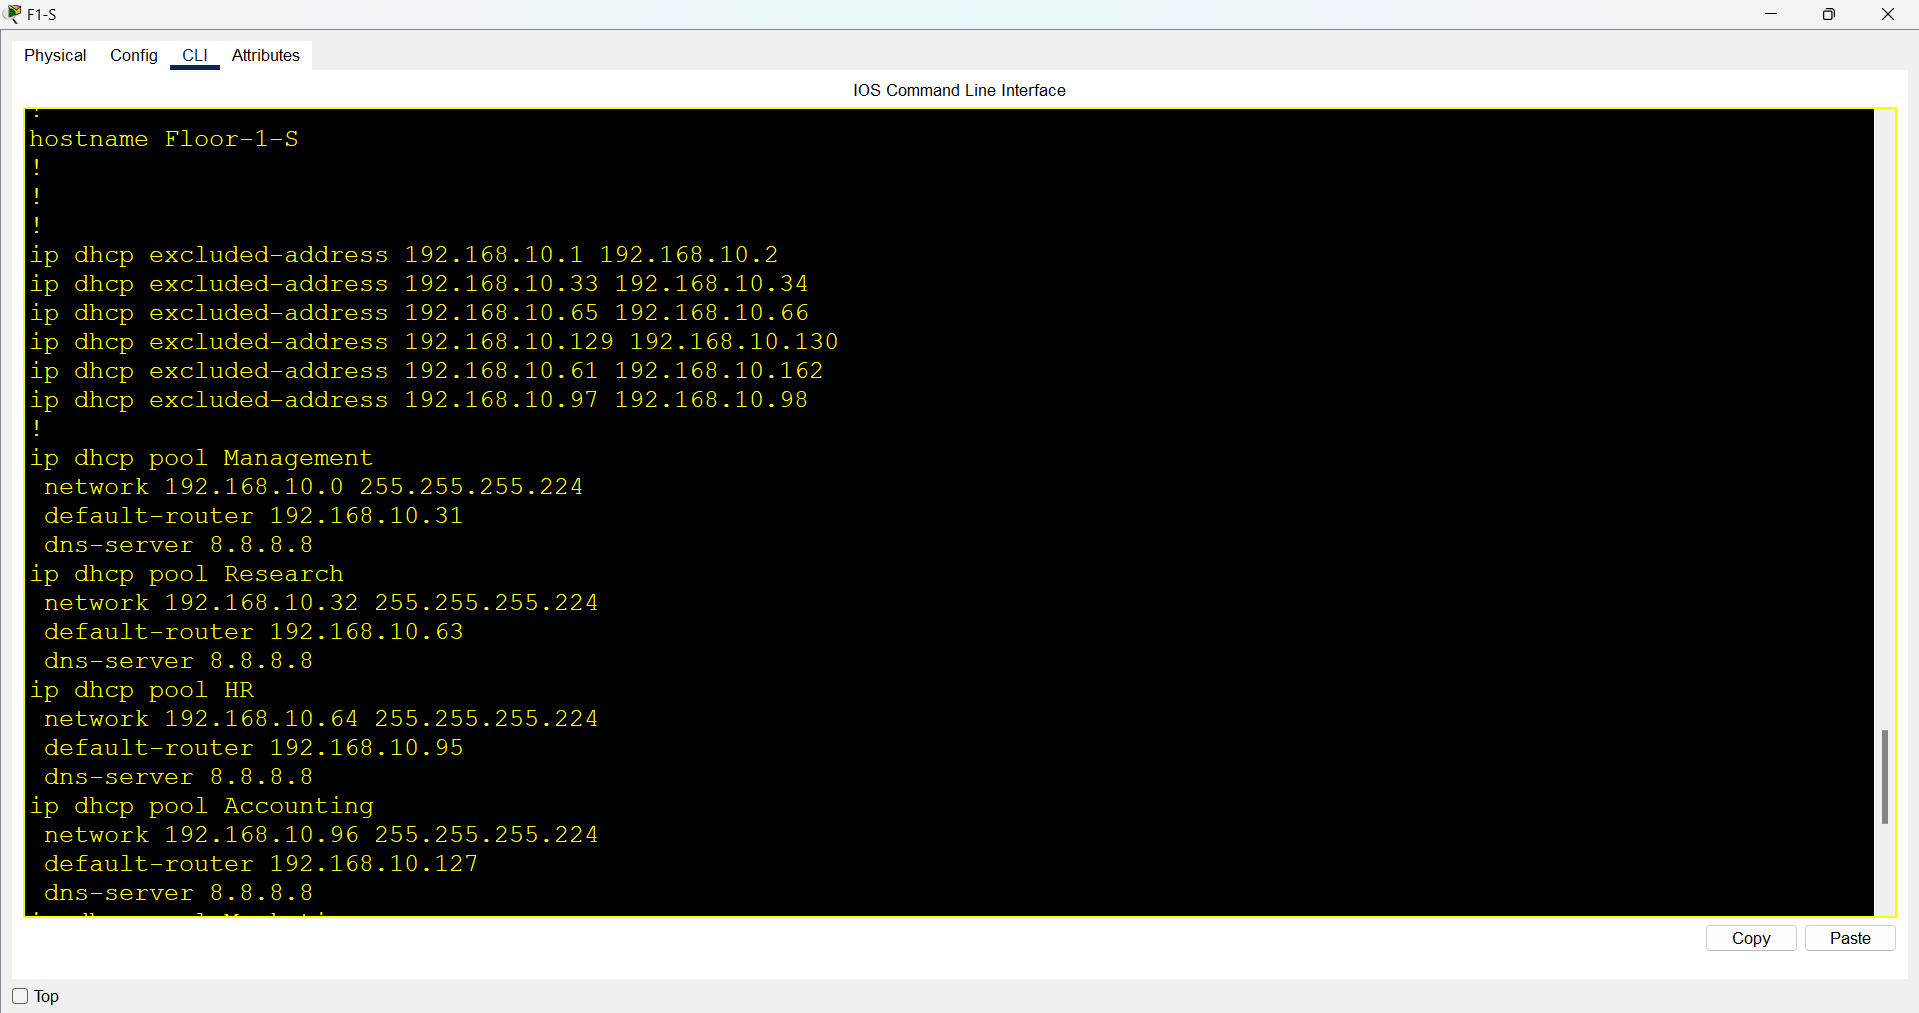 F1-S
Physical Config CLI Attributes
IOS Command Line Interface
!
hostname Floor-1-S
!
!
!
ip dhcp excluded-address 192.168.10.1 192.168.10.2
ip dhcp excluded-address 192.168.10.33 192.168.10.34
ip dhcp excluded-address 192.168.10.65 192.168.10.66
ip dhcp excluded-address 192.168.10.129 192.168.10.130
ip dhcp excluded-address 192.168.10.61 192.168.10.162
ip dhcp excluded-address 192.168.10.97 192.168.10.98
!
ip dhcp pool Management
 network 192.168.10.0 255.255.255.224
 default-router 192.168.10.31
 dns-server 8.8.8.8
ip dhcp pool Research
 network 192.168.10.32 255.255.255.224
 default-router 192.168.10.63
 dns-server 8.8.8.8
ip dhcp pool HR
 network 192.168.10.64 255.255.255.224
 default-router 192.168.10.95
 dns-server 8.8.8.8
ip dhcp pool Accounting
 network 192.168.10.96 255.255.255.224
 default-router 192.168.10.127
 dns-server 8.8.8.8
Copy Paste
Top